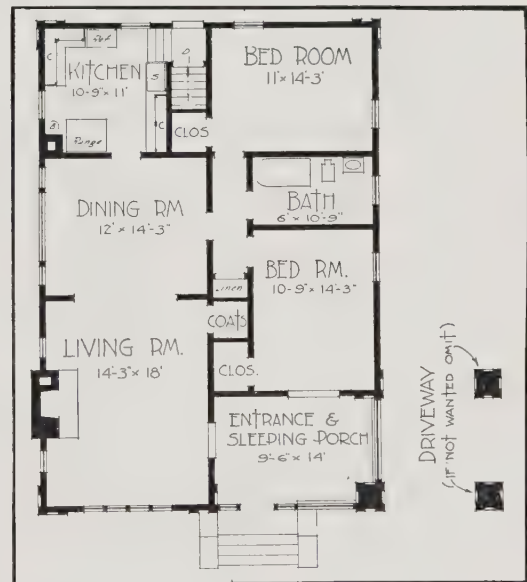 Ref.
C
KITCHEN
10-9" × 11'
S
D
BED ROOM
11' × 14'-3"
B
Range
C
CLOS
DINING RM
12' × 14'-3"
BATH
6' × 10'-9"
Linen
BED RM.
10-9" × 14'-3"
COATS
LIVING RM.
14'-3" × 18'
CLOS.
ENTRANCE &
SLEEPING PORCH
9'-6" × 14'
DRIVEWAY
(IF NOT WANTED OMIT)